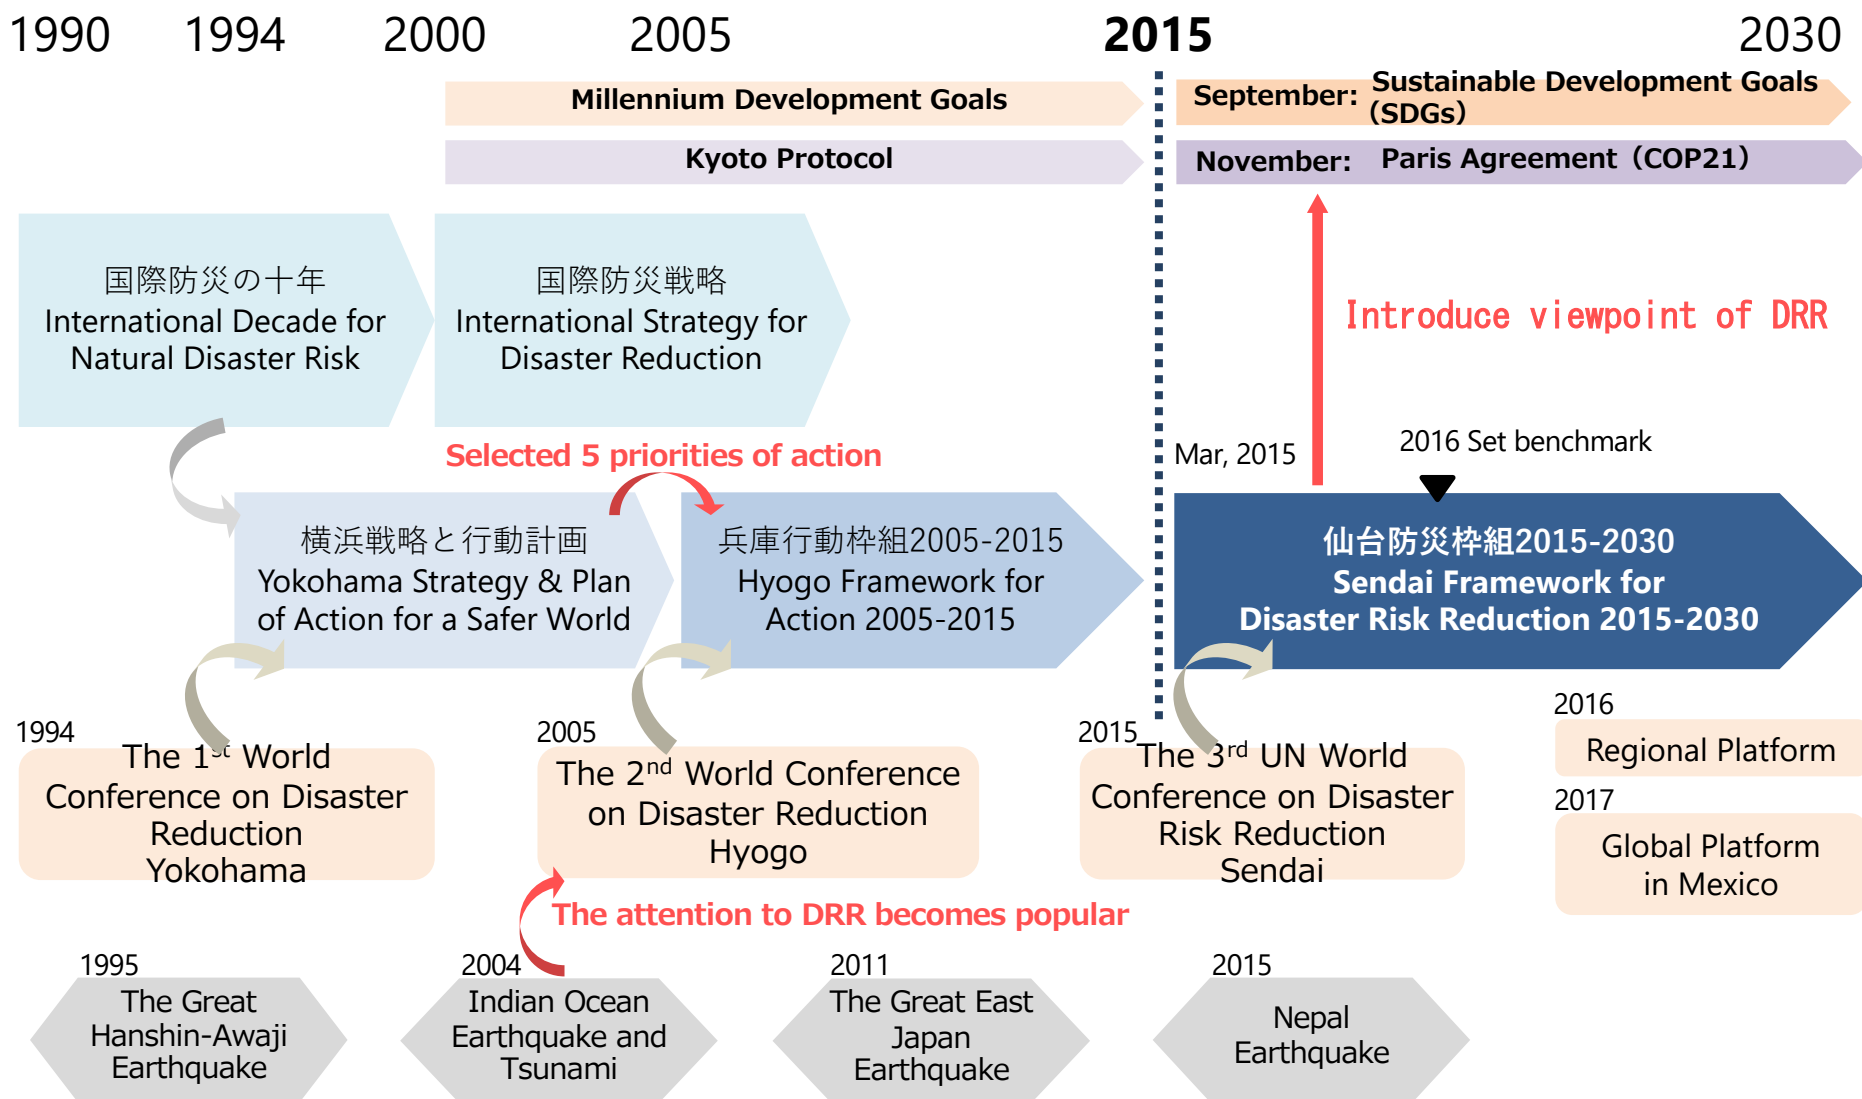 1990 1994 2000 2005 2015 2030
Millennium Development Goals
September: Sustainable Development Goals
(SDGs)
Kyoto Protocol
November: Paris Agreement (COP21)
国際防災の十年
International Decade for
Natural Disaster Risk
国際防災戦略
International Strategy for
Disaster Reduction
Introduce viewpoint of DRR
Selected 5 priorities of action
Mar, 2015
2016 Set benchmark
横浜戦略と行動計画
Yokohama Strategy & Plan
of Action for a Safer World
兵庫行動枠組2005-2015
Hyogo Framework for
Action 2005-2015
仙台防災枠組2015-2030
Sendai Framework for
Disaster Risk Reduction 2015-2030
1994
The 1st World
Conference on Disaster
Reduction
Yokohama
2005
The 2nd World Conference
on Disaster Reduction
Hyogo
2015
The 3rd UN World
Conference on Disaster
Risk Reduction
Sendai
2016
Regional Platform
2017
Global Platform
in Mexico
The attention to DRR becomes popular
1995
The Great
Hanshin-Awaji
Earthquake
2004
Indian Ocean
Earthquake and
Tsunami
2011
The Great East
Japan
Earthquake
2015
Nepal
Earthquake